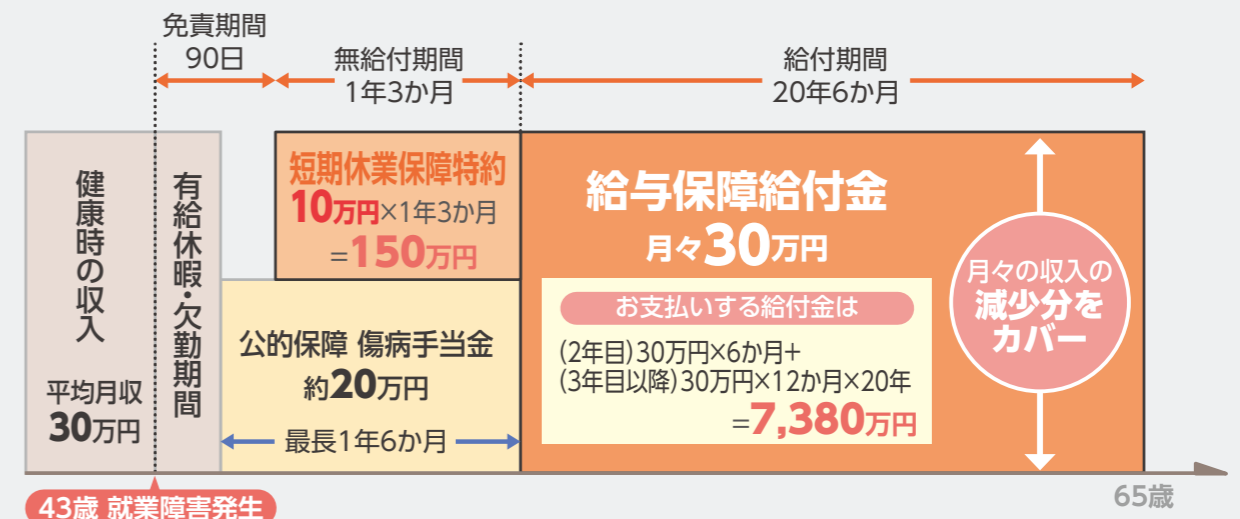 免責期間
90日
無給付期間
1年3か月
給付期間
20年6か月
健康時の収入
平均月収
30万円
有給休暇・欠勤期間
短期休業保障特約
10万円×1年3か月
=150万円
公的保障 傷病手当金
約20万円
最長1年6か月
給与保障給付金
月々30万円
お支払いする給付金は
(2年目)30万円×6か月+
(3年目以降)30万円×12か月×20年
=7,380万円
月々の収入の
減少分を
カバー
43歳 就業障害発生
65歳